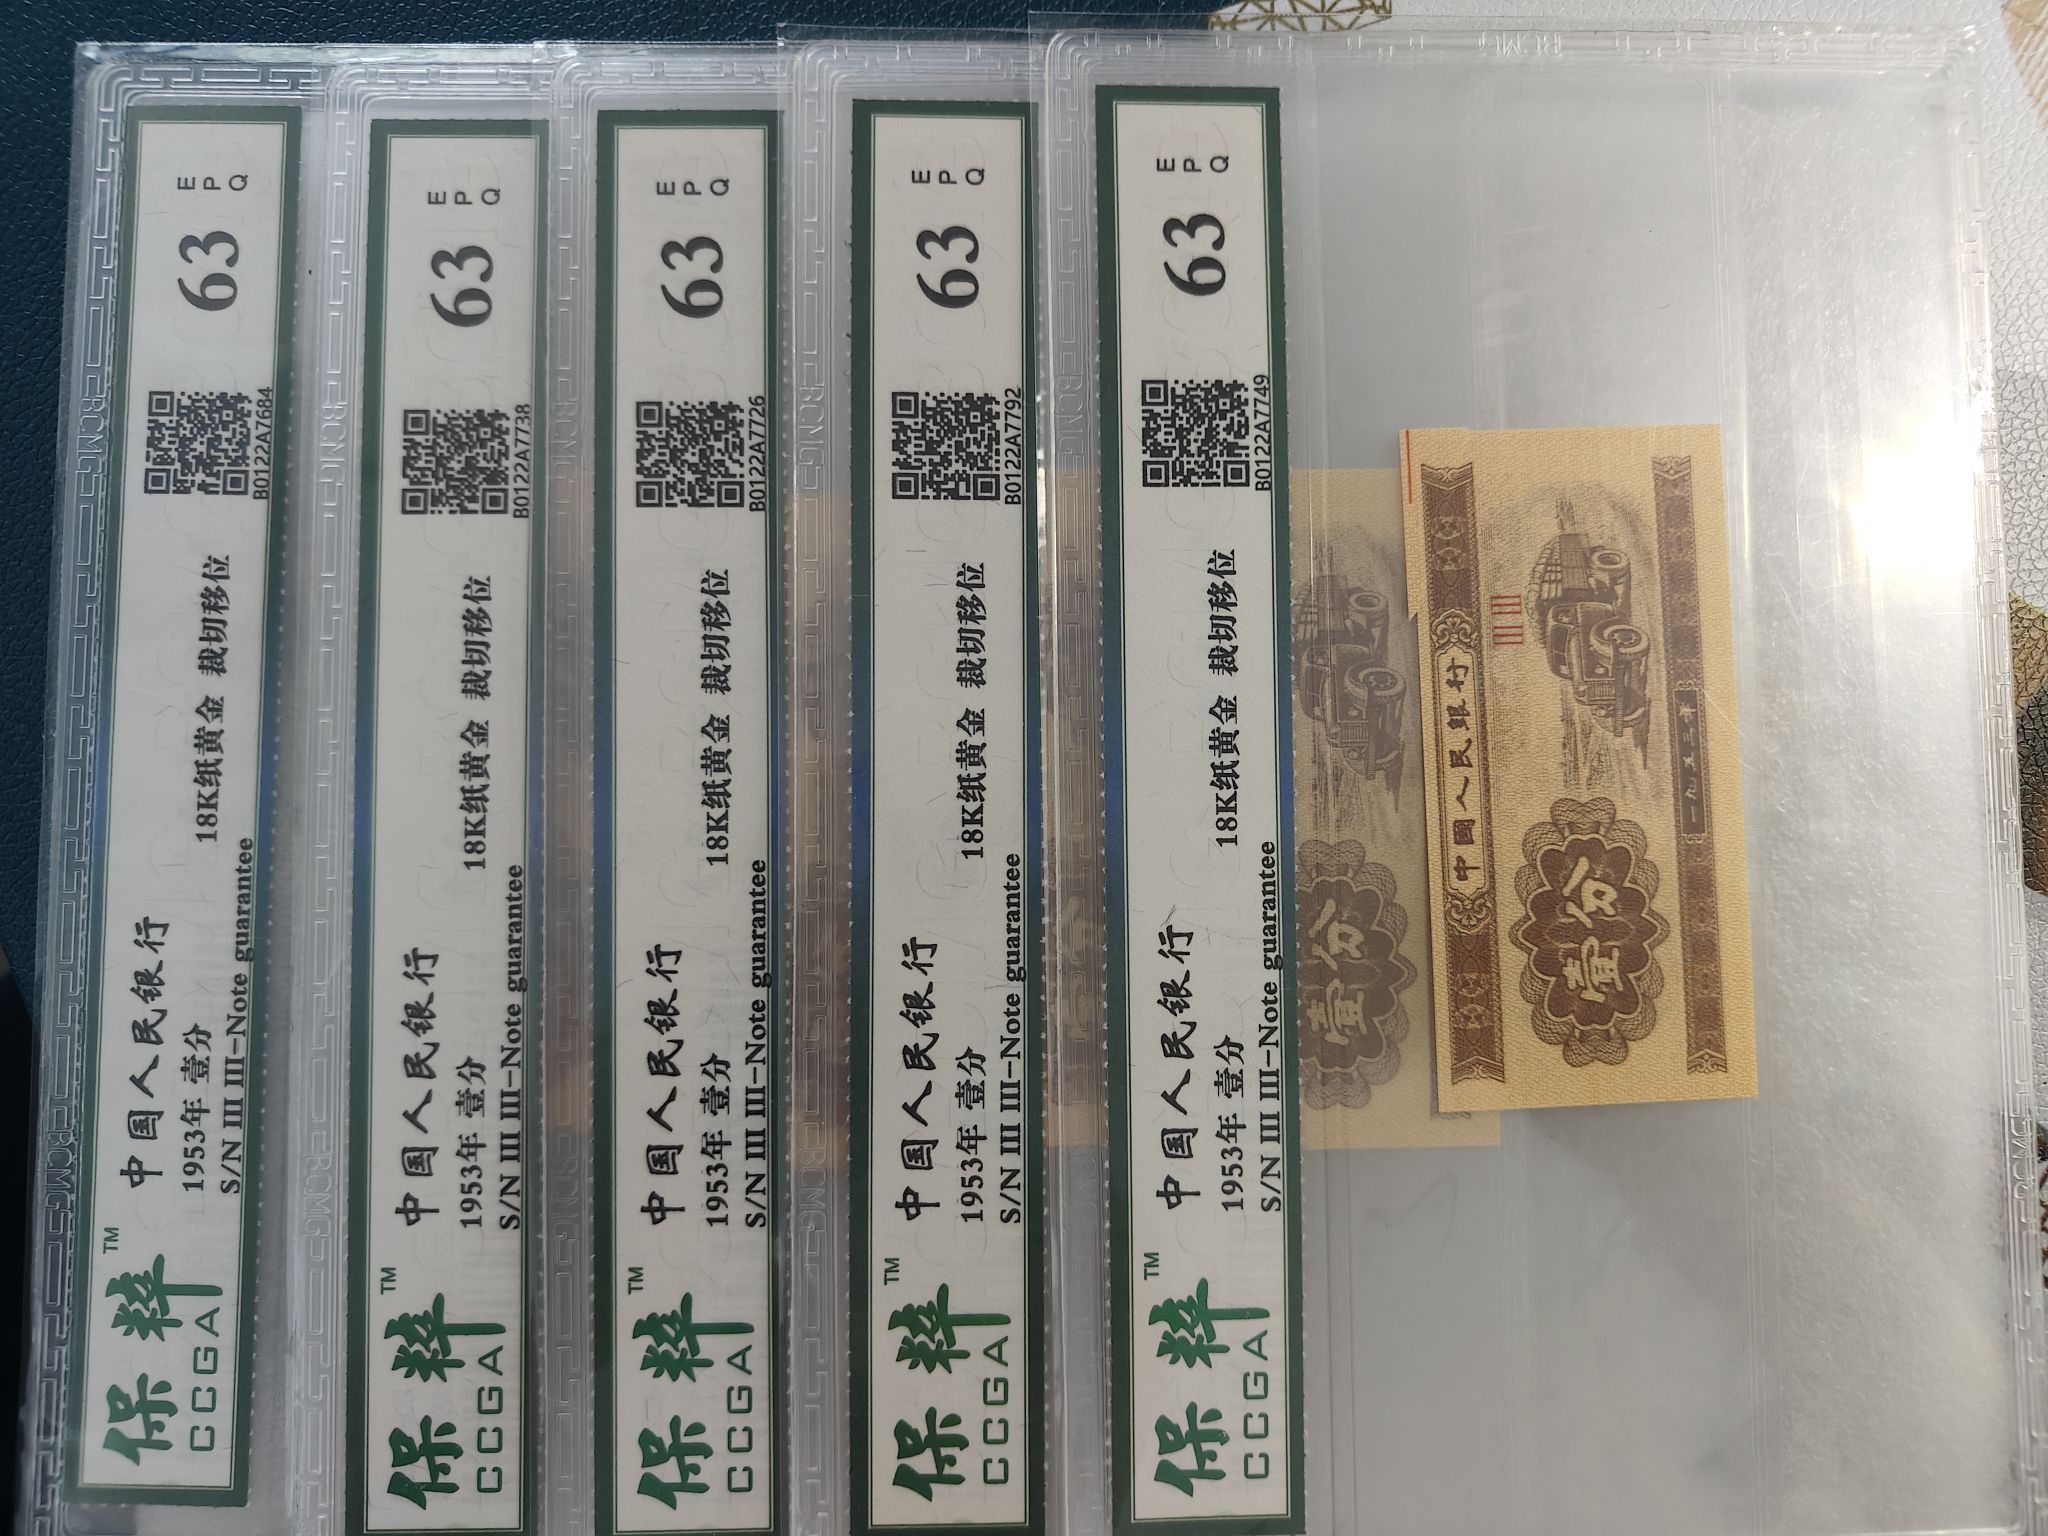 保粹™
CCGA
中国人民银行
1953年 壹分
S/N III III-Note guarantee
18K纸黄金 裁切移位
B0122A7684
63
EPQ
保粹™
CCGA
中国人民银行
1953年 壹分
S/N III III-Note guarantee
18K纸黄金 裁切移位
B0122A7738
63
EPQ
保粹™
CCGA
中国人民银行
1953年 壹分
S/N III III-Note guarantee
18K纸黄金 裁切移位
B0122A7726
63
EPQ
保粹™
CCGA
中国人民银行
1953年 壹分
S/N III III-Note guarantee
18K纸黄金 裁切移位
B0122A7792
63
EPQ
保粹™
CCGA
中国人民银行
1953年 壹分
S/N III III-Note guarantee
18K纸黄金 裁切移位
B0122A7749
63
EPQ
中國人民銀行
III III
壹分
一九五三年
壹分
BCMG